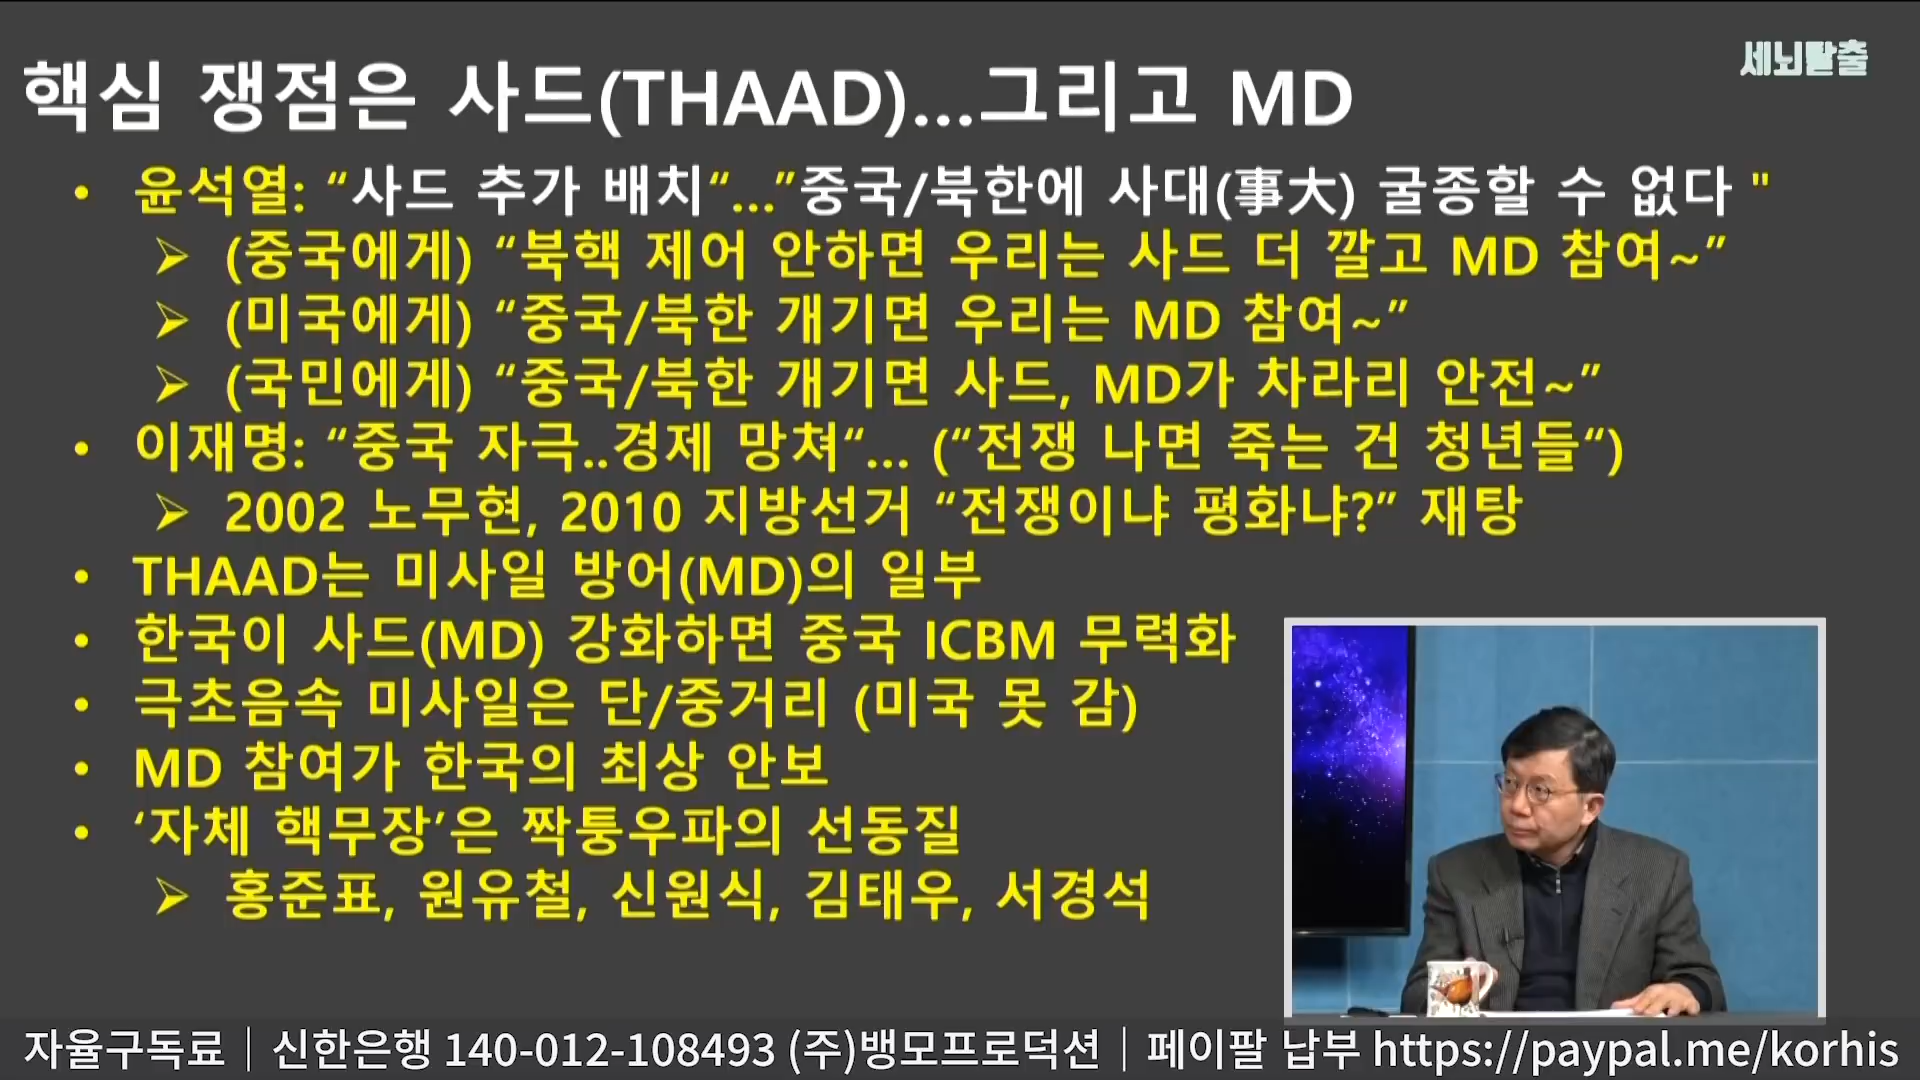 세뇌탈출
핵심 쟁점은 사드(THAAD)...그리고 MD
• 윤석열: “사드 추가 배치“...”중국/북한에 사대(事大) 굴종할 수 없다 "
➢ (중국에게) “북핵 제어 안하면 우리는 사드 더 깔고 MD 참여~”
➢ (미국에게) “중국/북한 개기면 우리는 MD 참여~”
➢ (국민에게) “중국/북한 개기면 사드, MD가 차라리 안전~”
• 이재명: “중국 자극..경제 망쳐“... (“전쟁 나면 죽는 건 청년들“)
➢ 2002 노무현, 2010 지방선거 “전쟁이냐 평화냐?” 재탕
• THAAD는 미사일 방어(MD)의 일부
• 한국이 사드(MD) 강화하면 중국 ICBM 무력화
• 극초음속 미사일은 단/중거리 (미국 못 감)
• MD 참여가 한국의 최상 안보
• ‘자체 핵무장’은 짝퉁우파의 선동질
➢ 홍준표, 원유철, 신원식, 김태우, 서경석
자율구독료｜신한은행 140-012-108493 (주)뱅모프로덕션｜페이팔 납부 https://paypal.me/korhis